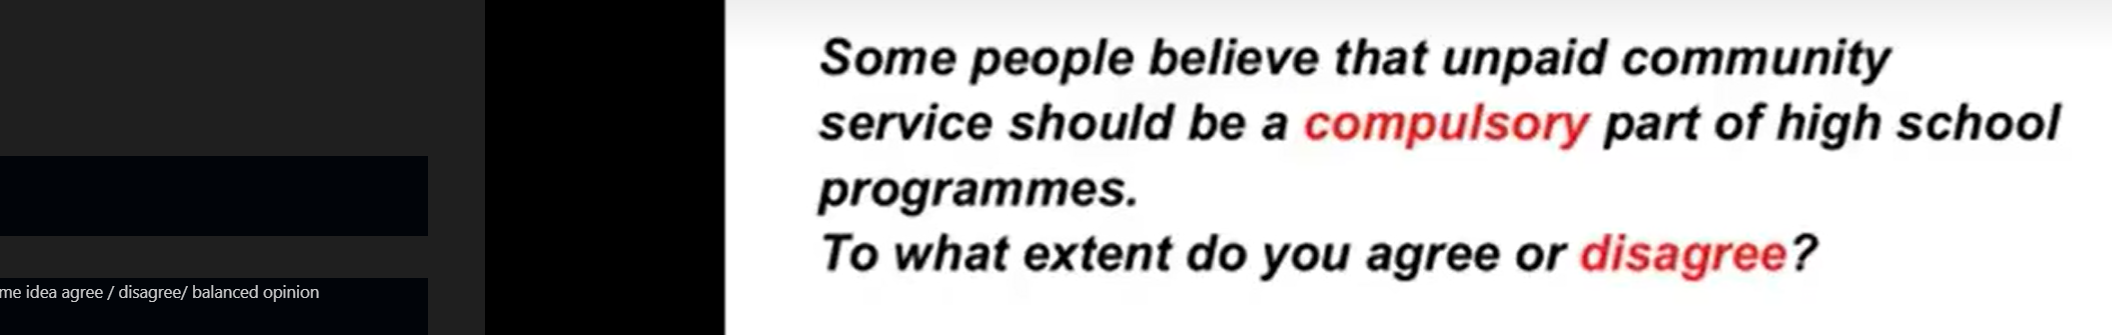 Some people believe that unpaid community
service should be a compulsory part of high school
programmes.
To what extent do you agree or disagree?
me idea agree / disagree/ balanced opinion